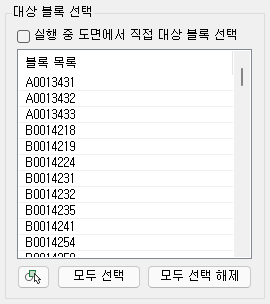 대상 블록 선택
실행 중 도면에서 직접 대상 블록 선택
블록 목록
A0013431
A0013432
A0013433
B0014218
B0014219
B0014224
B0014231
B0014232
B0014235
B0014241
B0014254
모두 선택
모두 선택 해제